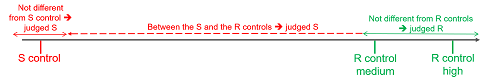 Not different
from S control ➔
judged S
Between the S and the R controls ➔ judged S
Not different from R controls
➔ judged R
S control
R control
medium
R control
high